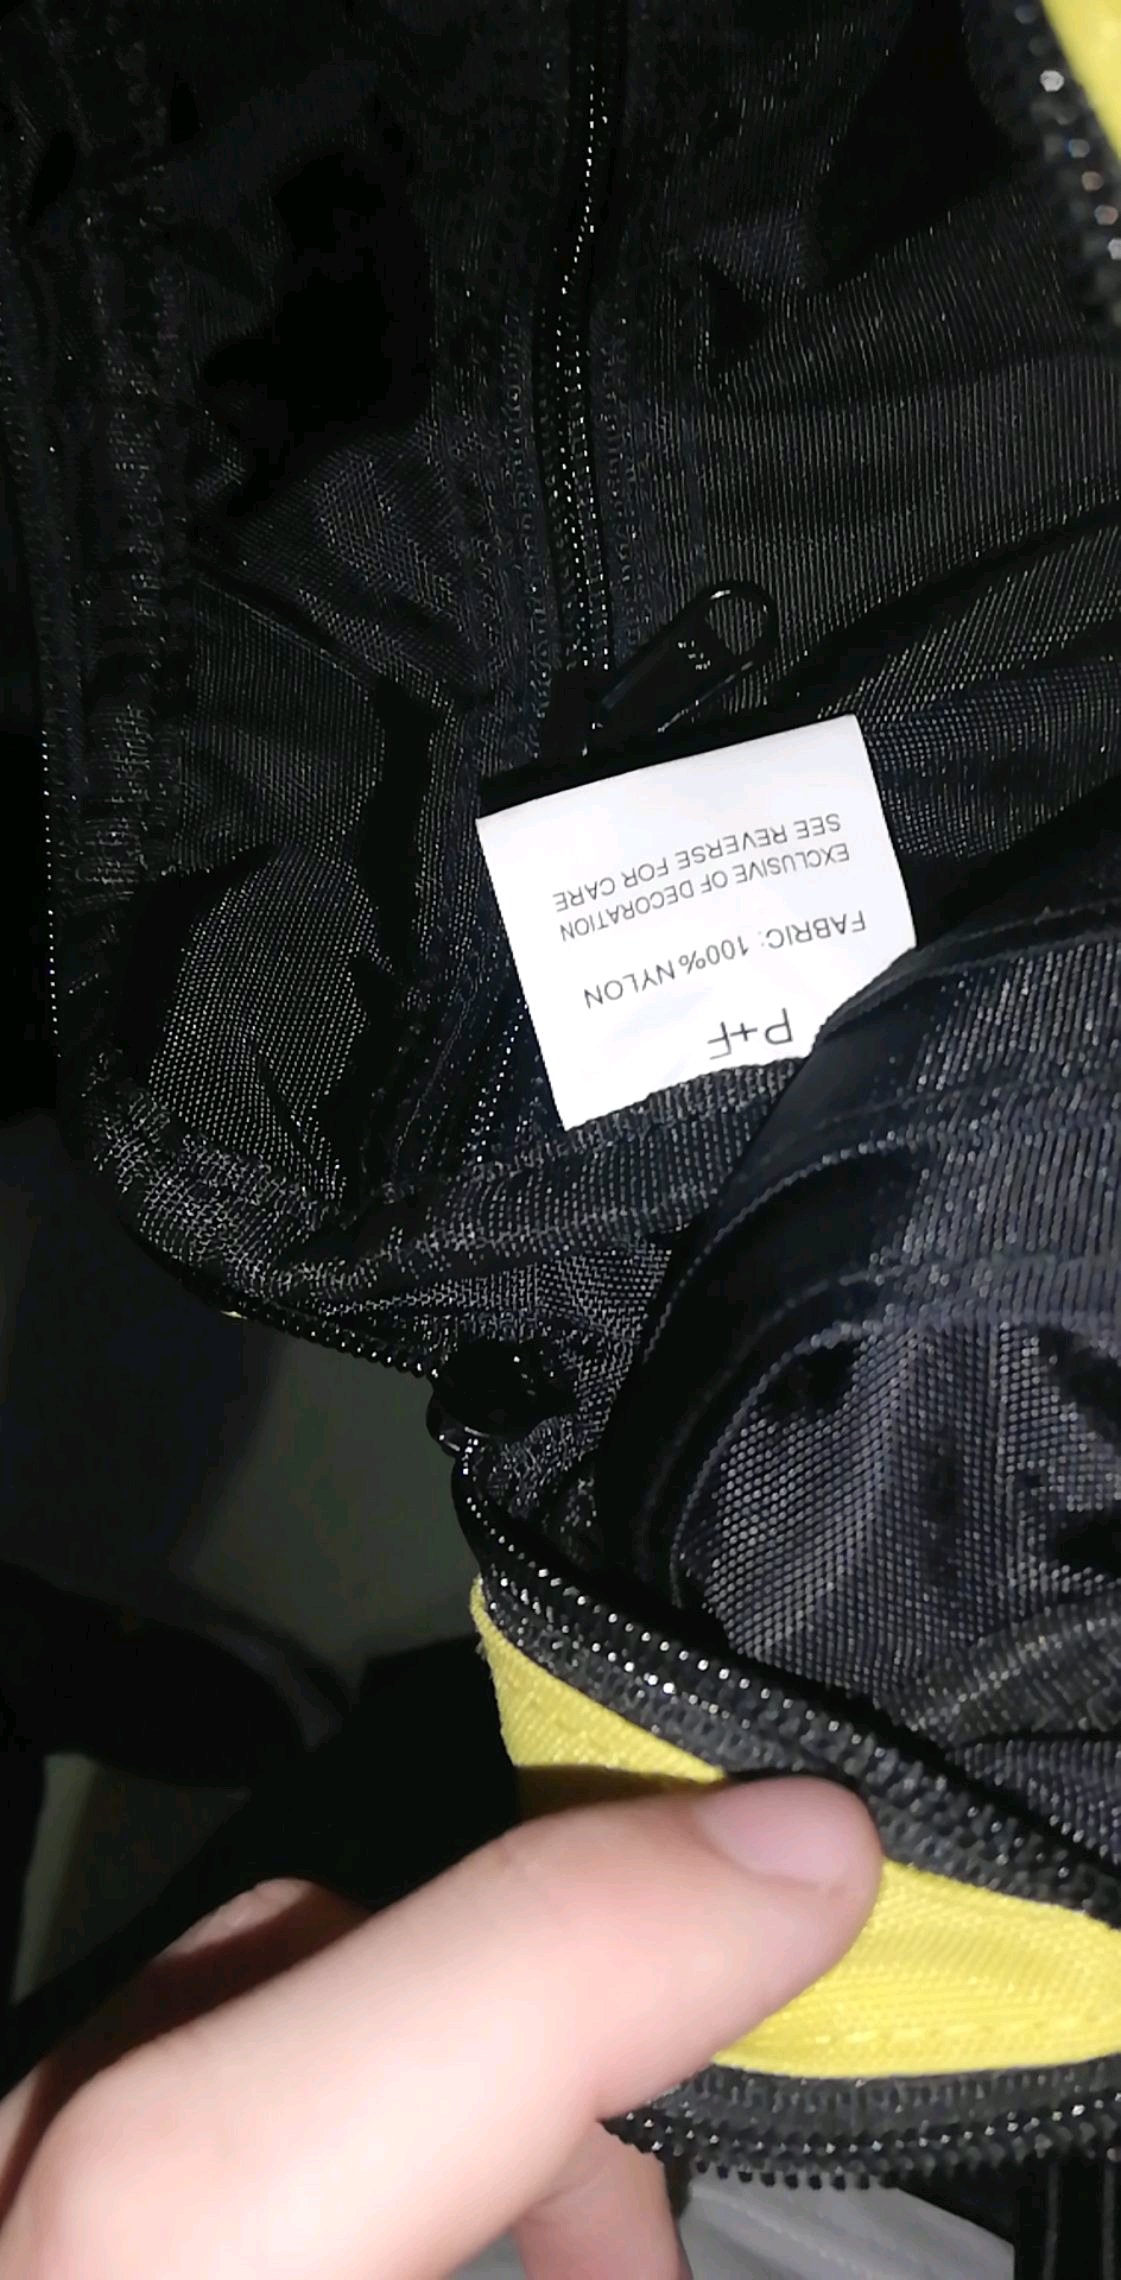 P+F
FABRIC: 100% NYLON
EXCLUSIVE OF DECORATION
SEE REVERSE FOR CARE